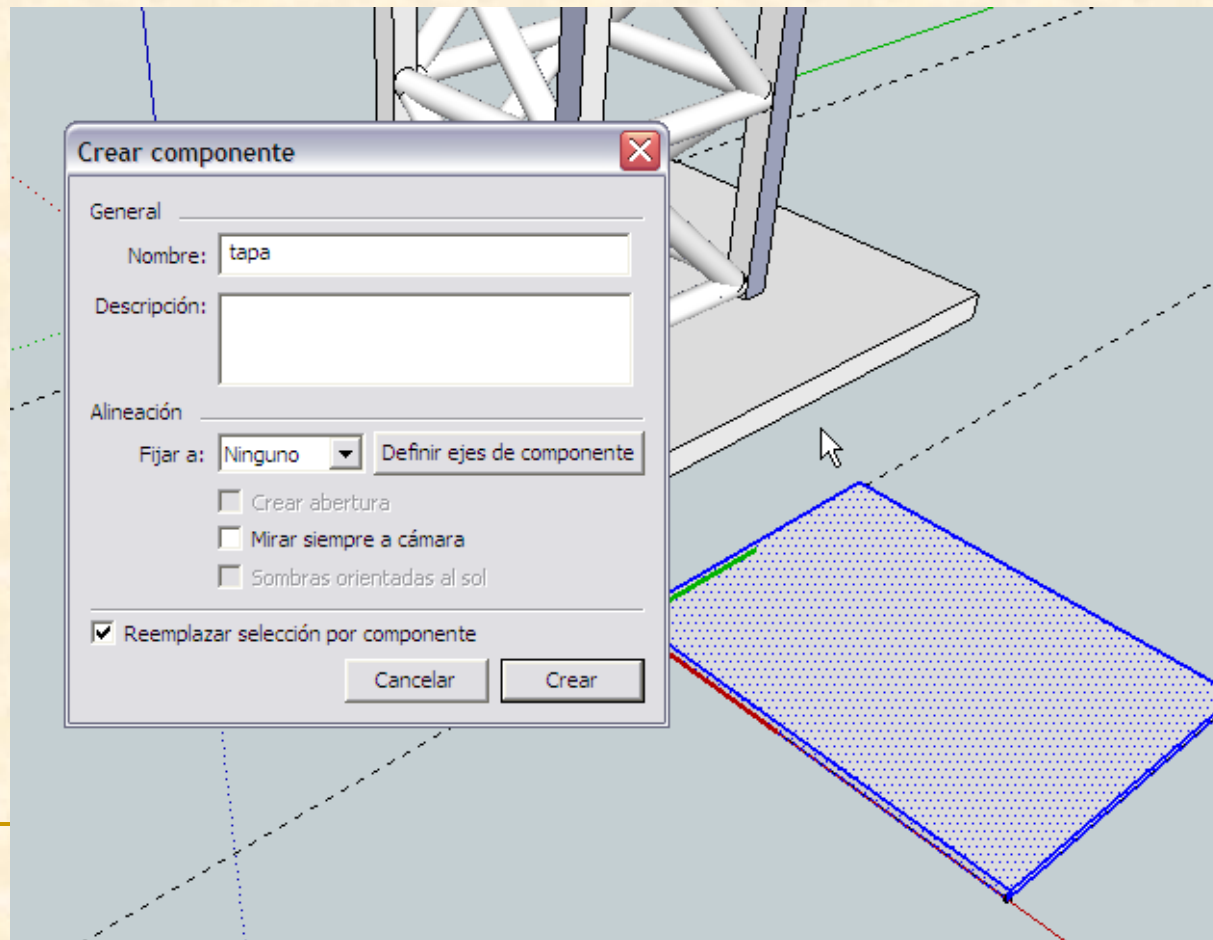 Crear componente
General
Nombre: tapa
Descripción:
Alineación
Fijar a: Ninguno Definir ejes de componente
Crear abertura
Mirar siempre a cámara
Sombras orientadas al sol
Reemplazar selección por componente
Cancelar Crear